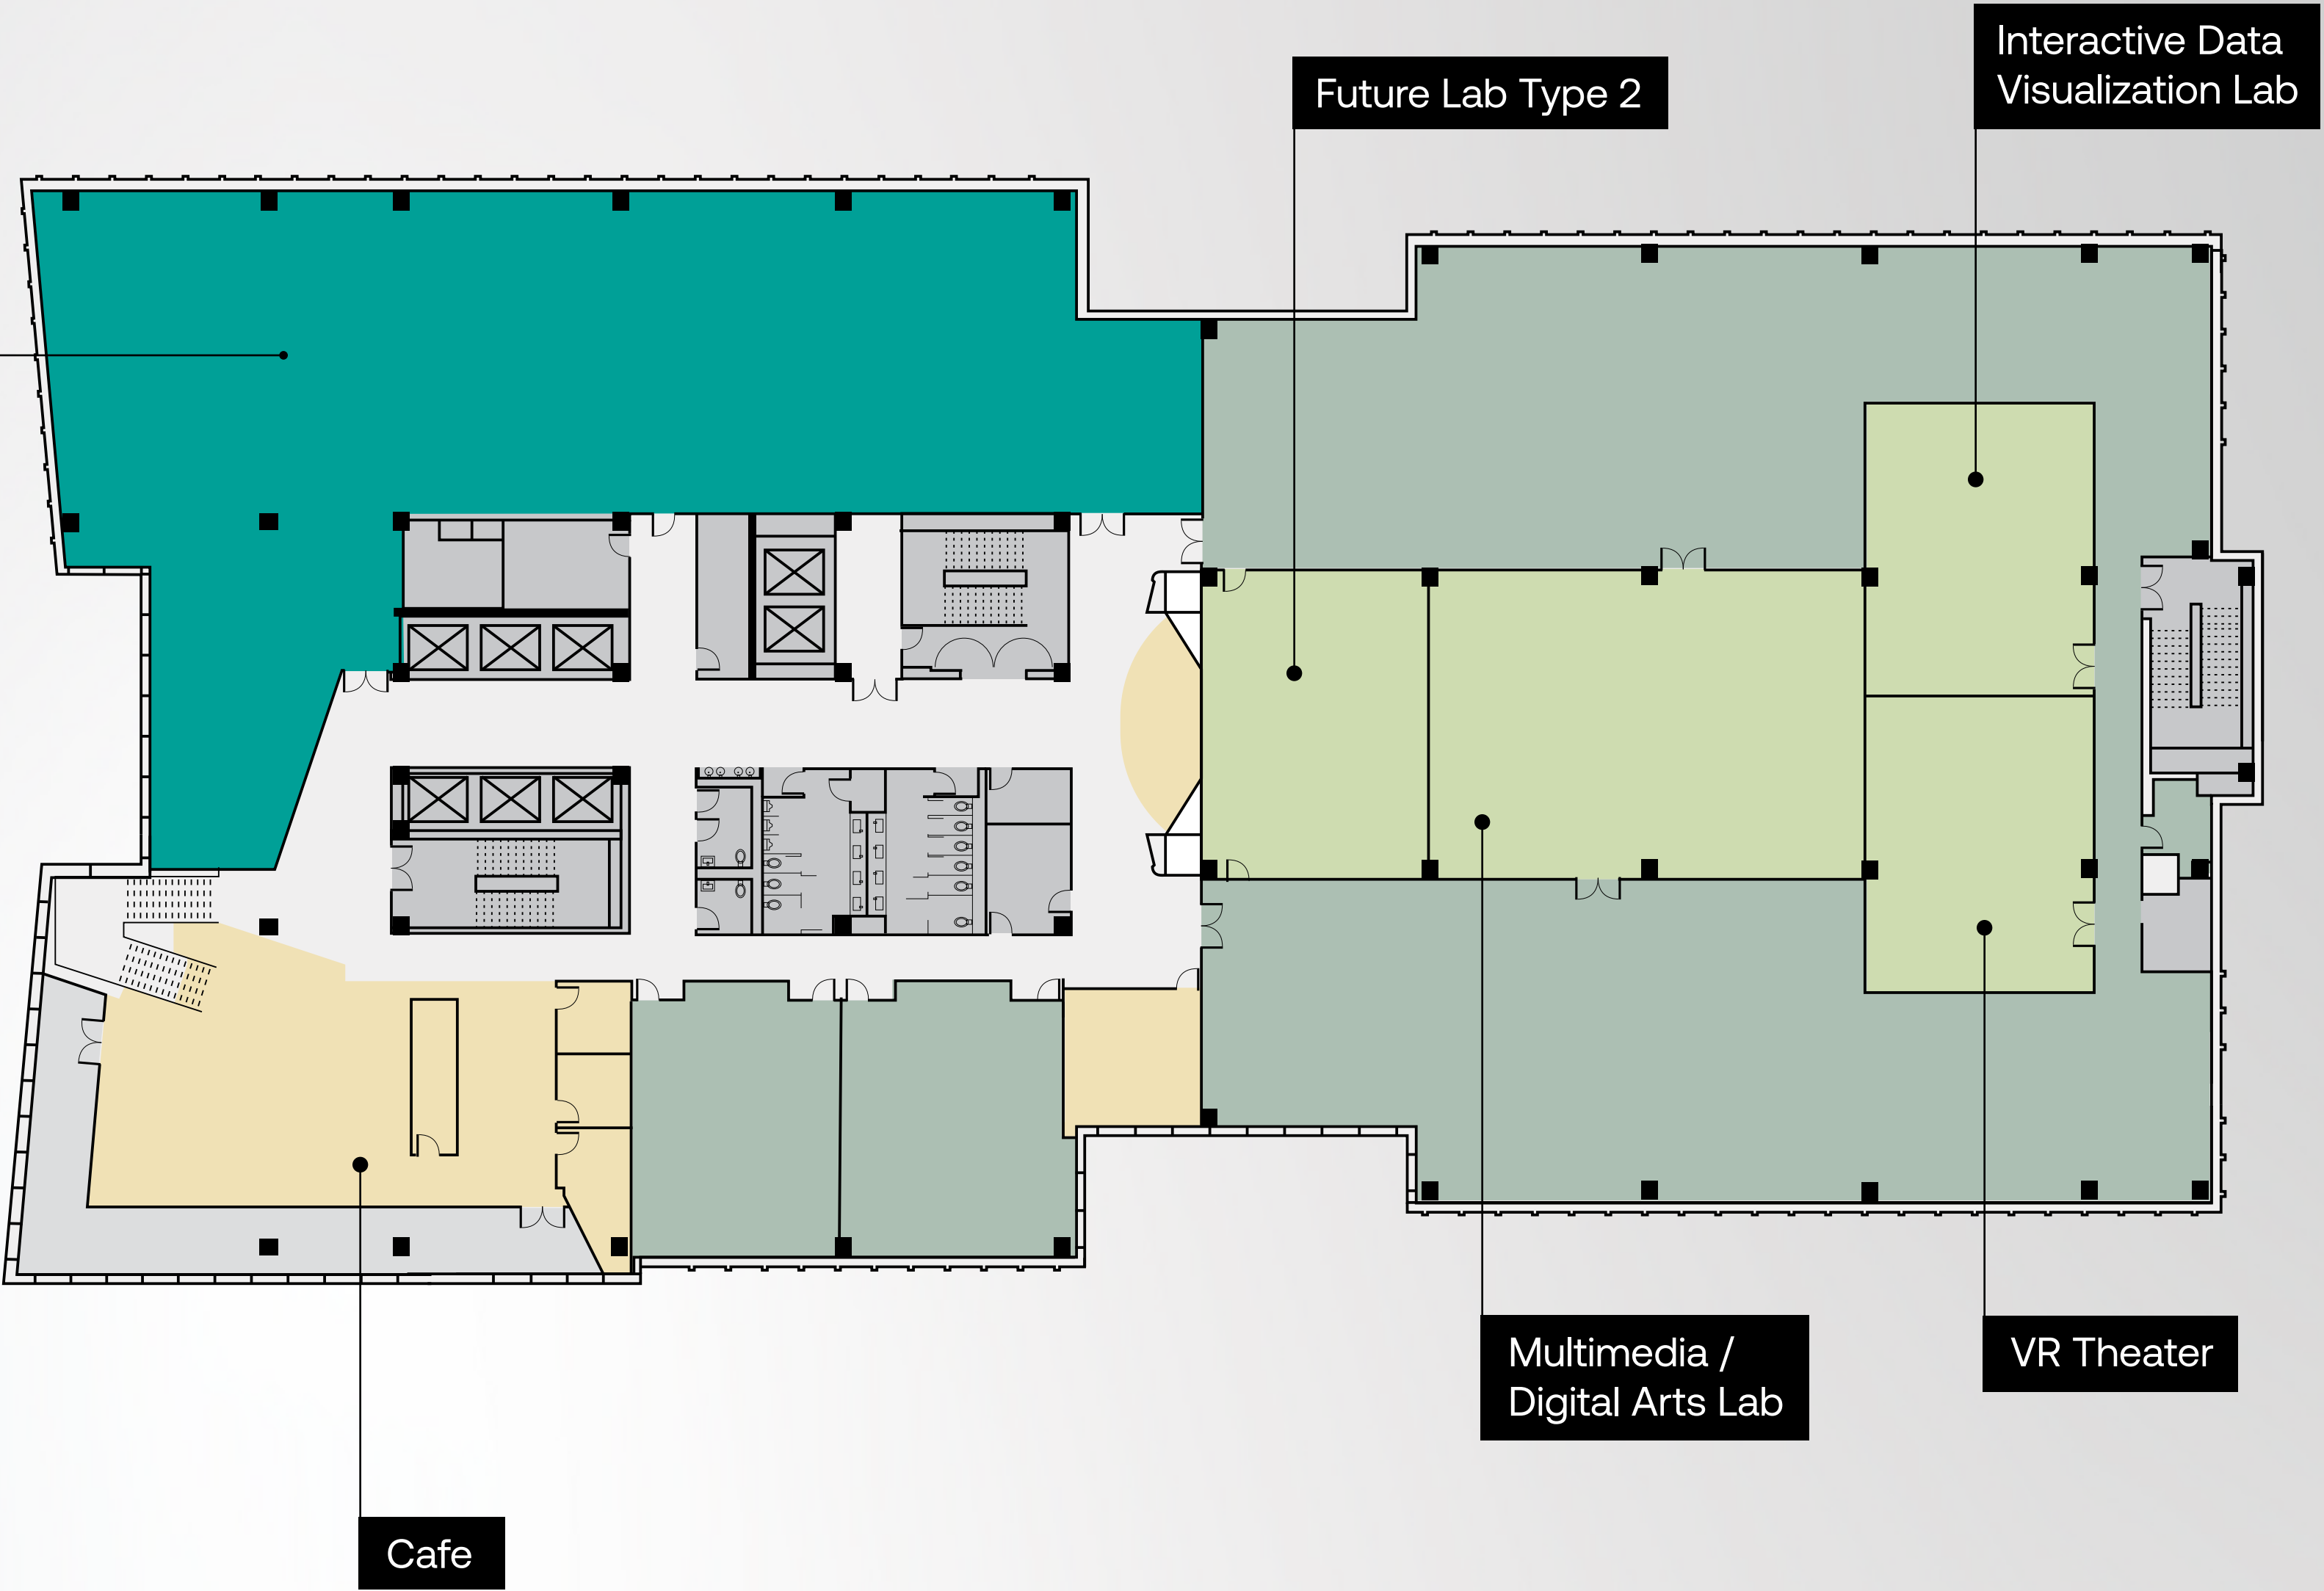 Interactive Data
Visualization Lab
Future Lab Type 2
Multimedia /
Digital Arts Lab
VR Theater
Cafe